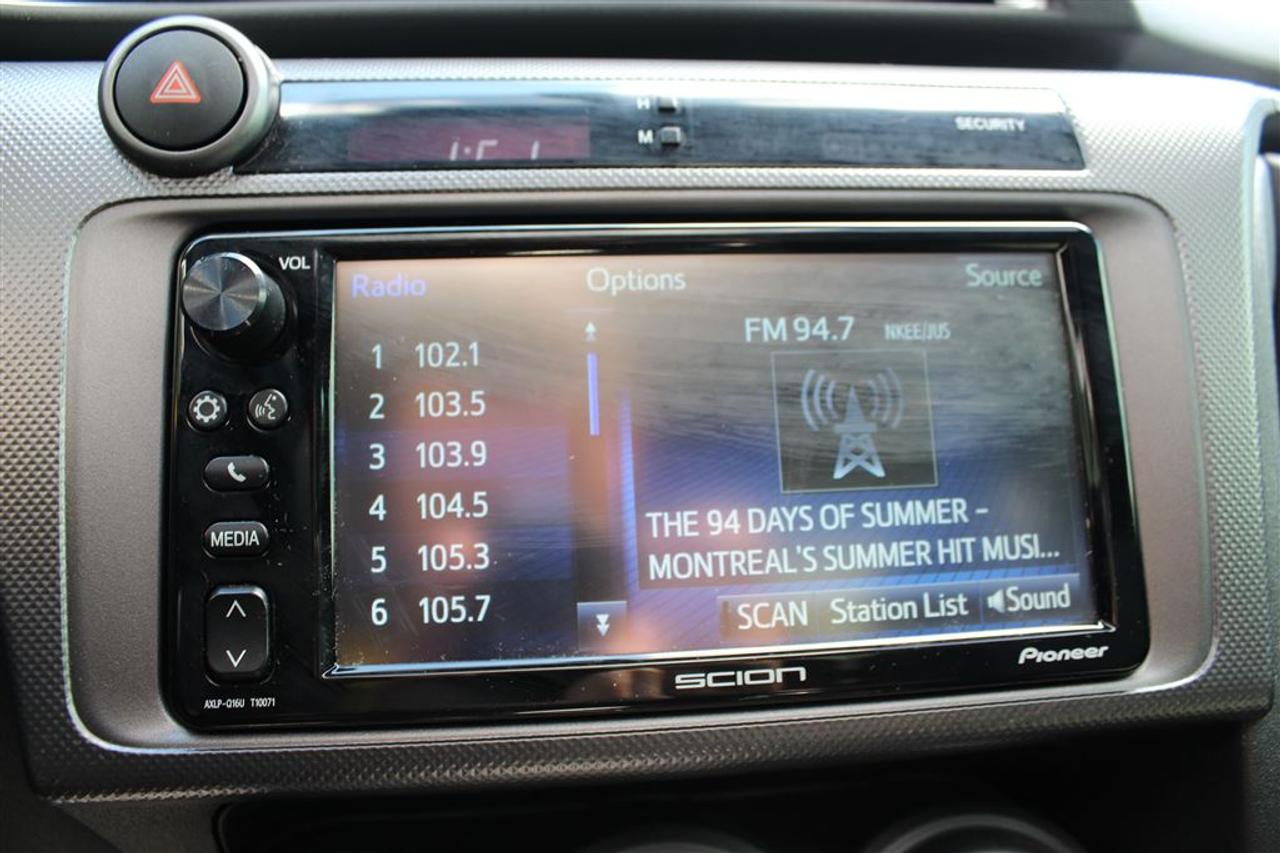 H
M
SECURITY
VOL
Radio
Options
Source
FM 94.7 NKEE/JUS
1 102.1
2 103.5
3 103.9
4 104.5
5 105.3
6 105.7
THE 94 DAYS OF SUMMER -
MONTREAL'S SUMMER HIT MUSI...
MEDIA
SCAN
Station List
Sound
AXLP-Q16U T10071
SCION
Pioneer